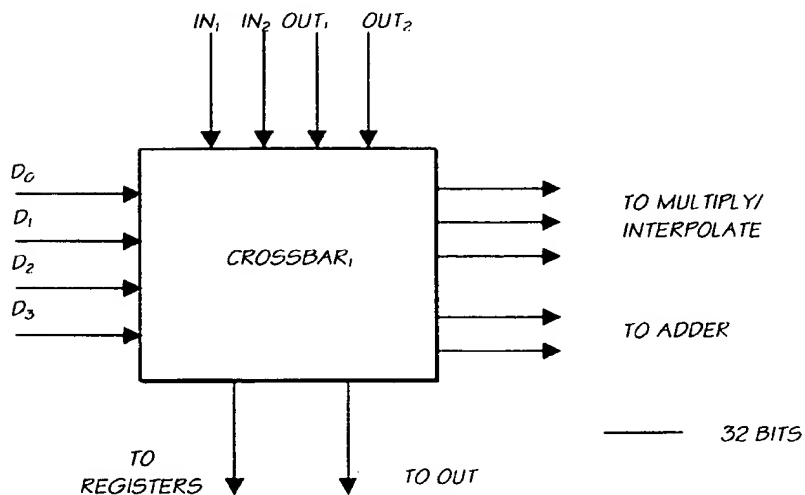 IN₁ IN₂ OUT₁ OUT₂
D₀
D₁
D₂
D₃
CROSSBAR₁
TO MULTIPLY/
INTERPOLATE
TO ADDER
32 BITS
TO
REGISTERS
TO OUT